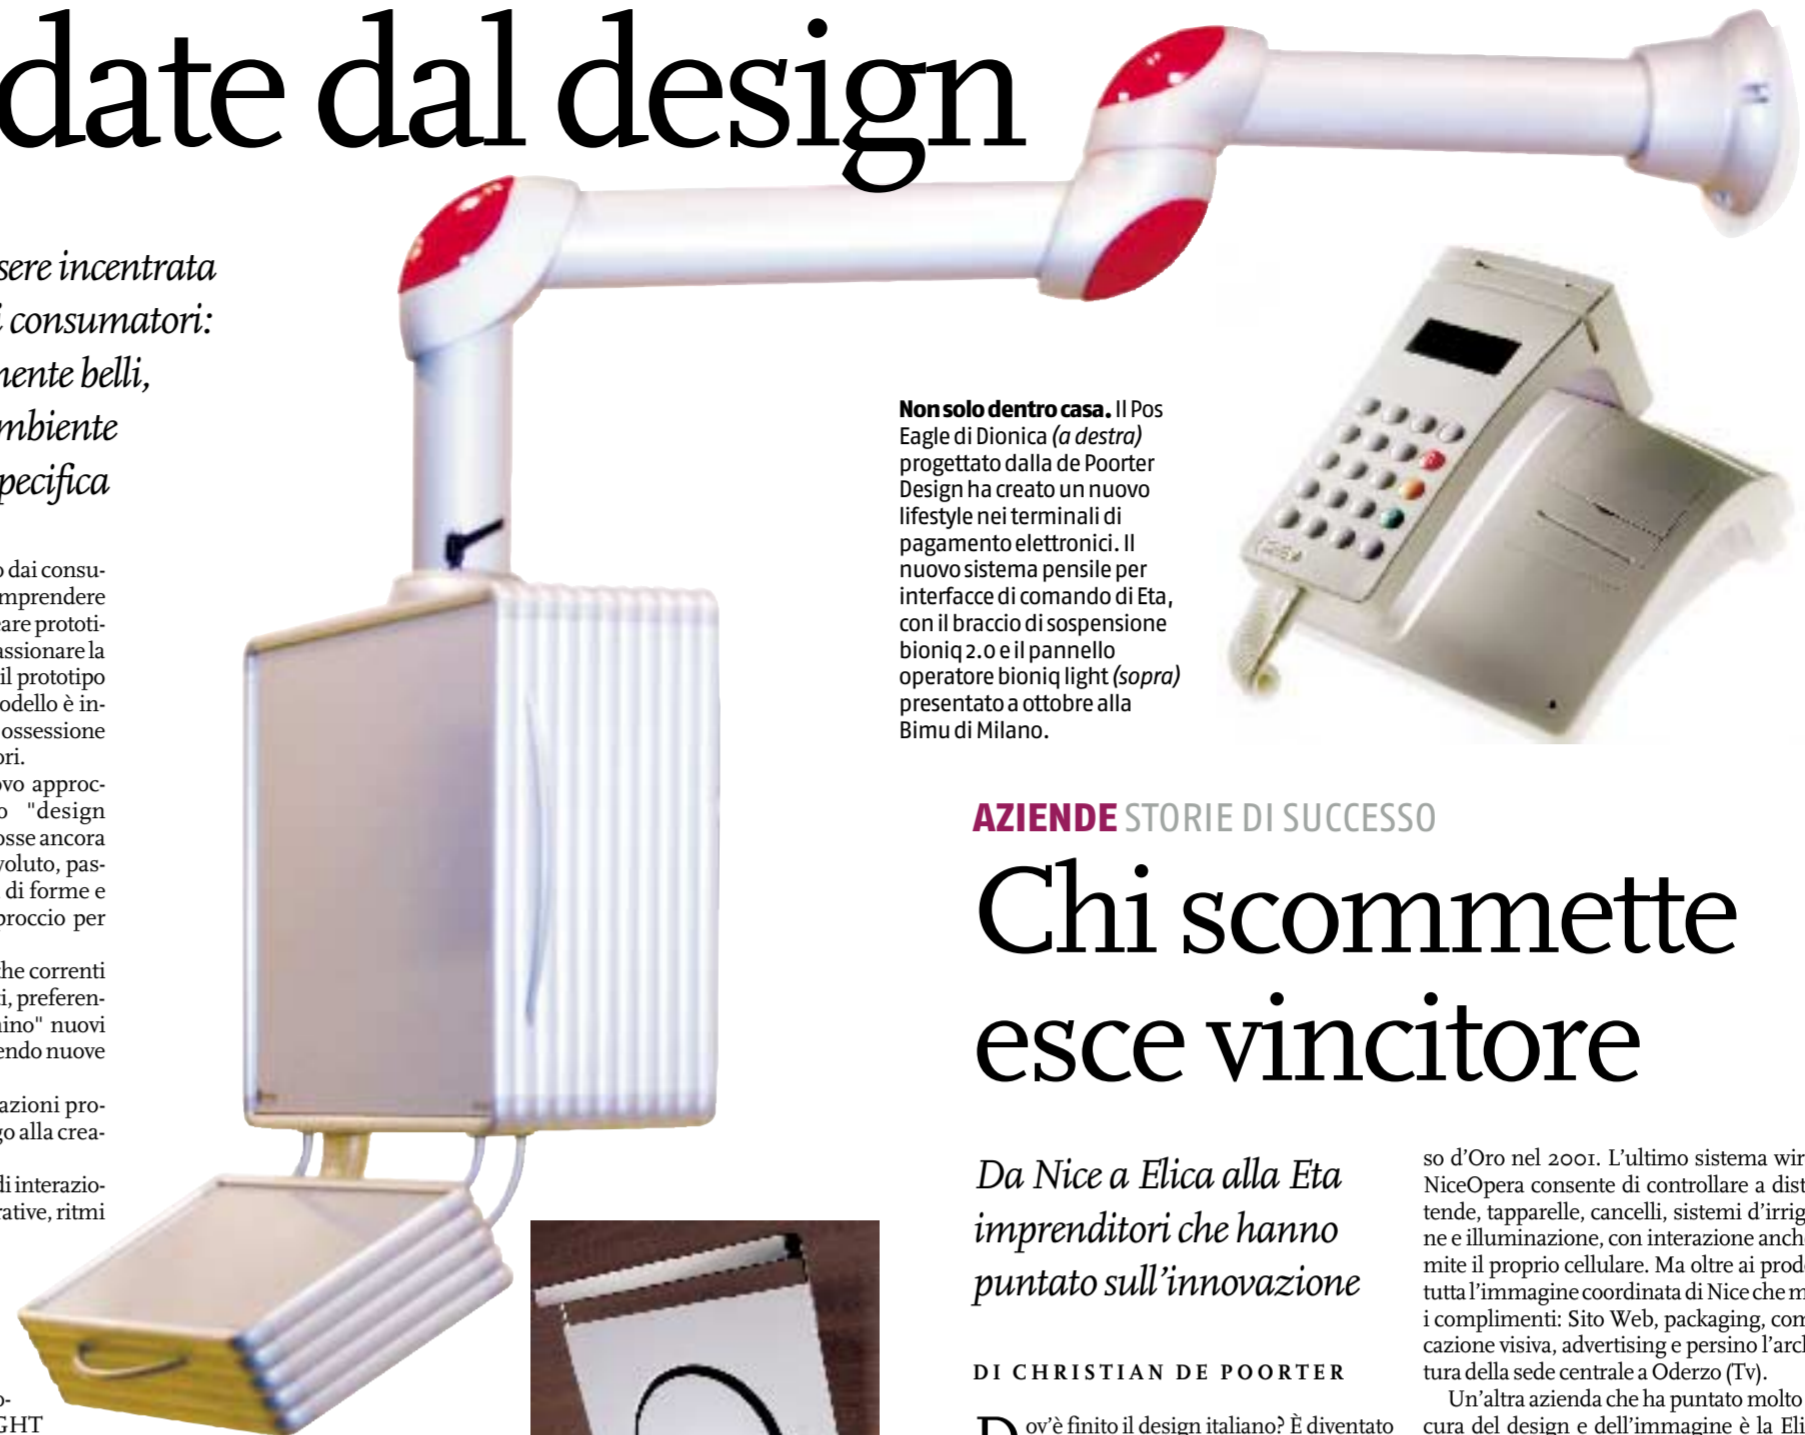 date dal design
sere incentrata
i consumatori:
mente belli,
mbiente
pecifica
o dai consu-
mprendere
are prototi-
assionare la
il prototipo
odello è in-
ossessione
ori.
vo approc-
o "design
osse ancora
voluto, pas-
di forme e
proccio per
he correnti
ti, preferen-
nino" nuovi
endo nuove
azioni pro-
go alla crea-
di interazio-
rative, ritmi
o-
GHT
Non solo dentro casa. Il Pos
Eagle di Dionica (a destra)
progettato dalla de Poorter
Design ha creato un nuovo
lifestyle nei terminali di
pagamento elettronici. Il
nuovo sistema pensile per
interfacce di comando di Eta,
con il braccio di sospensione
bioniq 2.0 e il pannello
operatore bioniq light (sopra)
presentato a ottobre alla
Bimu di Milano.
AZIENDE STORIE DI SUCCESSO
Chi scommette
esce vincitore
Da Nice a Elica alla Eta
imprenditori che hanno
puntato sull'innovazione
DI CHRISTIAN DE POORTER
Dov'è finito il design italiano? È diventato
so d'Oro nel 2001. L'ultimo sistema wir
NiceOpera consente di controllare a dist
tende, tapparelle, cancelli, sistemi d'irrig
ne e illuminazione, con interazione anch
mite il proprio cellulare. Ma oltre ai prod
tutta l'immagine coordinata di Nice che m
i complimenti: Sito Web, packaging, com
cazione visiva, advertising e persino l'arch
tura della sede centrale a Oderzo (Tv).
Un'altra azienda che ha puntato molto
cura del design e dell'immagine è la Eli